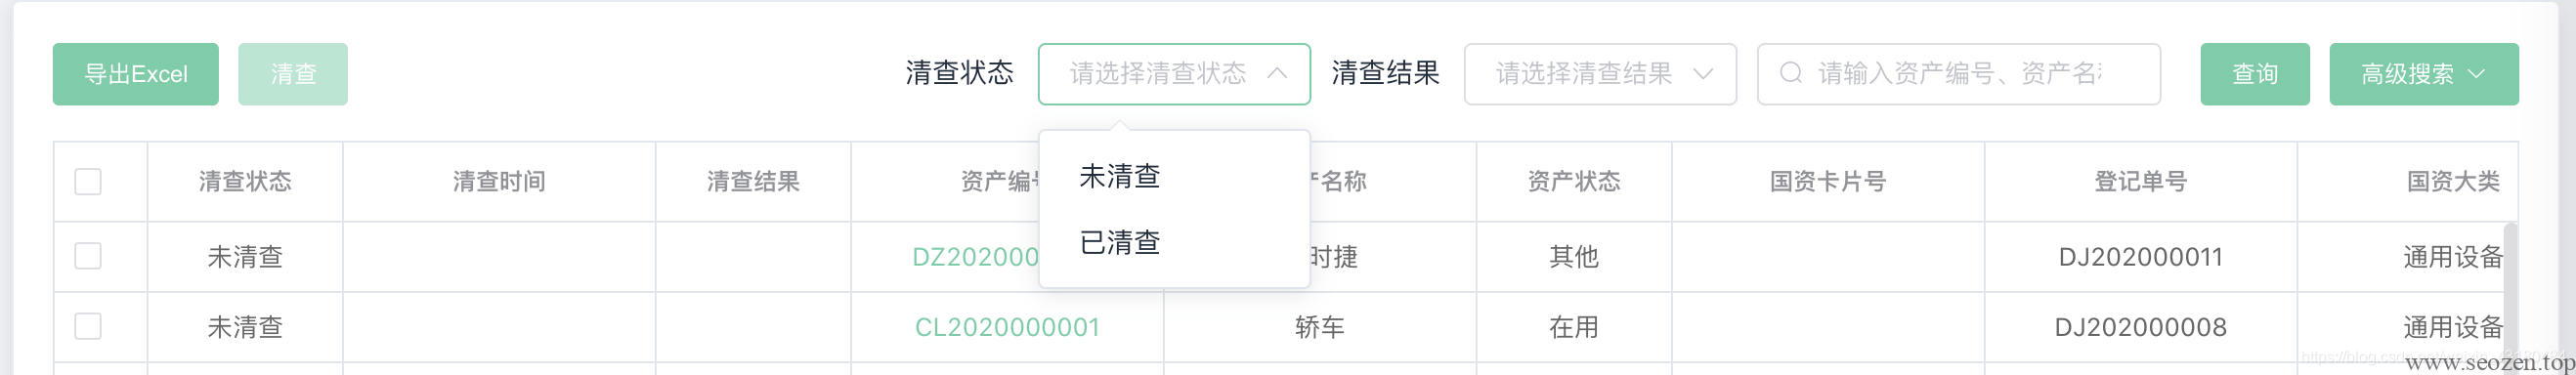 导出Excel 清查 清查状态 请选择清查状态 清查结果 请选择清查结果 请输入资产编号、资产名 查询 高级搜索
清查状态 清查时间 清查结果 资产编 名称 资产状态 国资卡片号 登记单号 国资大类
未清查
已清查
未清查 DZ202000 时捷 其他 DJ202000011 通用设备
未清查 CL2020000001 轿车 在用 DJ202000008 通用设备
www.seozen.top